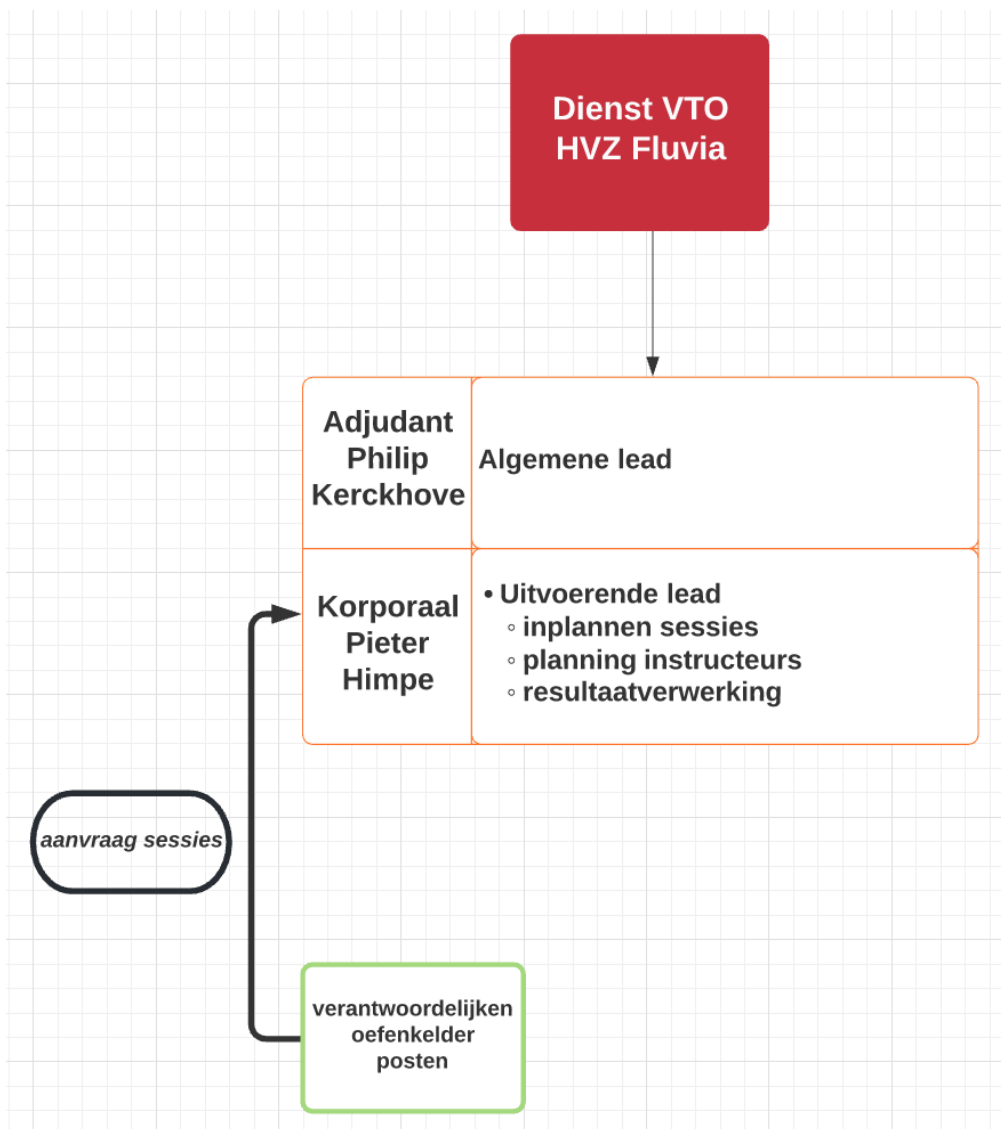 Dienst VTO
HVZ Fluvia
Adjudant
Philip
Kerckhove
Algemene lead
Korporaal
Pieter
Himpe
• Uitvoerende lead
◦ inplannen sessies
◦ planning instructeurs
◦ resultaatverwerking
aanvraag sessies
verantwoordelijken
oefenkelder
posten